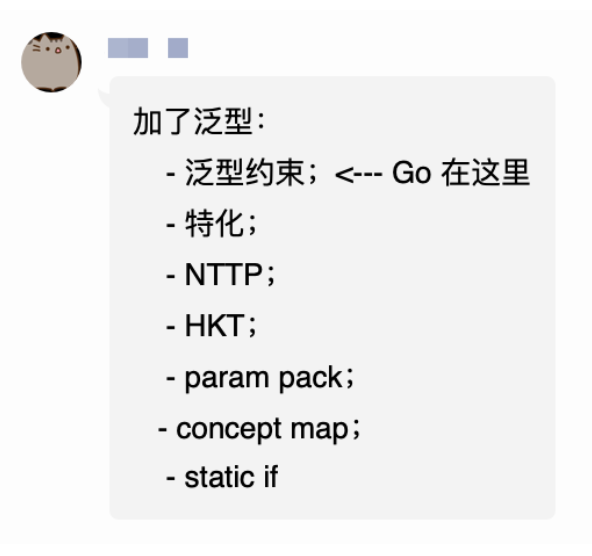 加了泛型：
- 泛型约束；<--- Go 在这里
- 特化；
- NTTP；
- HKT；
- param pack；
- concept map；
- static if